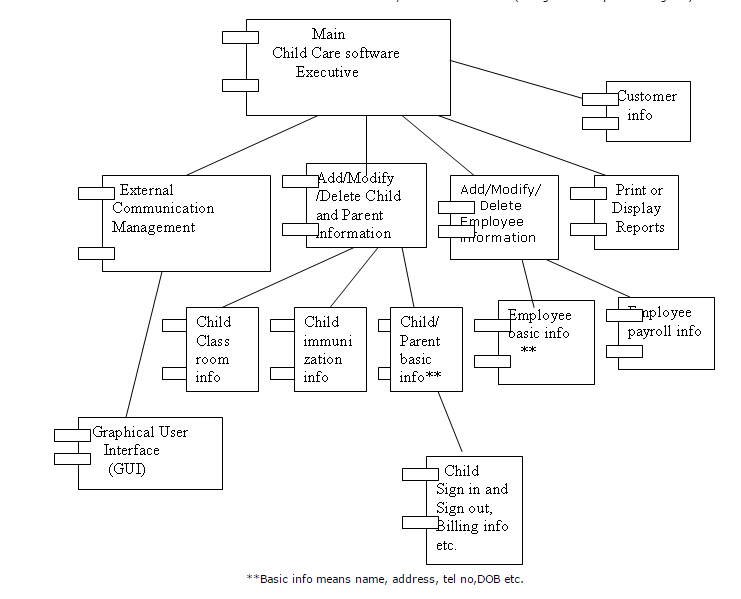 Main
Child Care software
Executive
Customer
info
External
Communication
Management
Add/Modify
/Delete Child
and Parent
Information
Add/Modify/
Delete
Employee
Information
Print or
Display
Reports
Child
Class
room
info
Child
immuni
zation
info
Child/
Parent
basic
info**
Employee
basic info
**
Employee
payroll info
Graphical User
Interface
(GUI)
Child
Sign in and
Sign out,
Billing info
etc.
**Basic info means name, address, tel no,DOB etc.